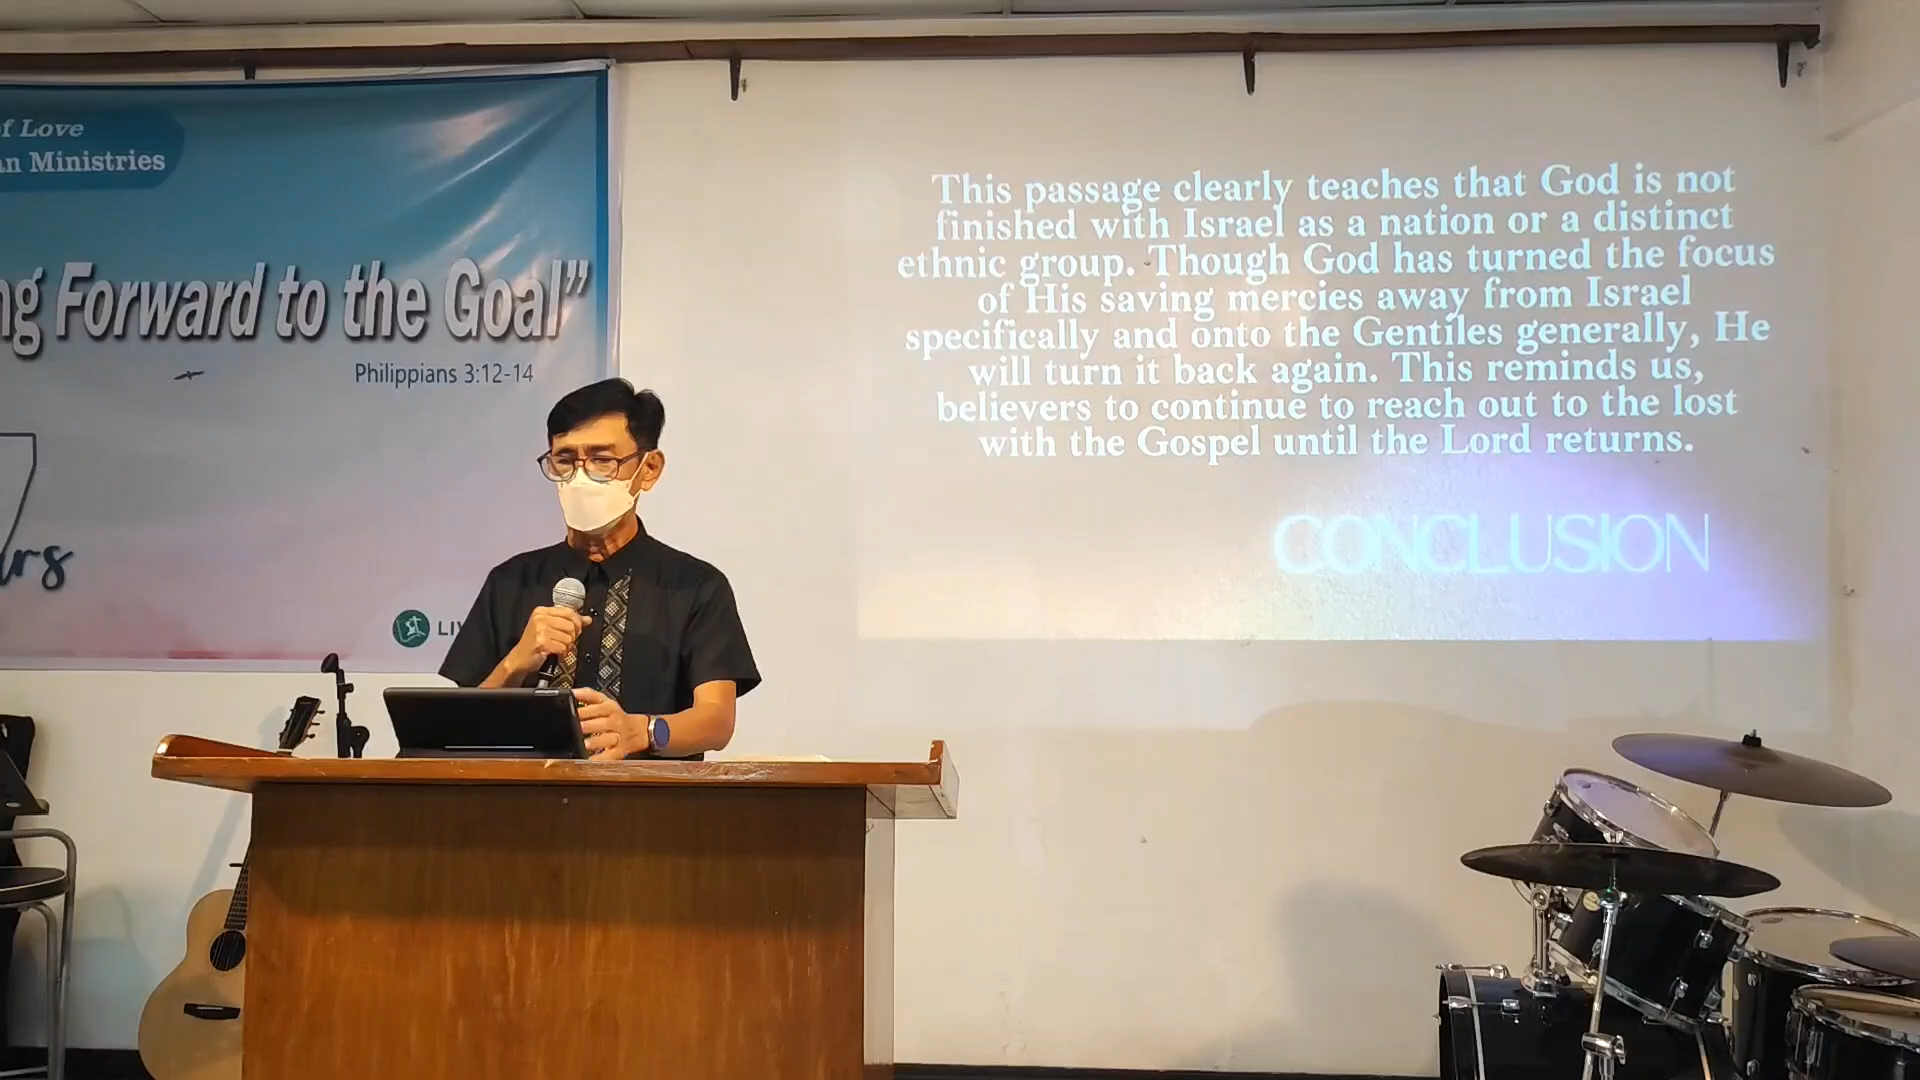 of Love
Ministries
Forward to the Goal”
Philippians 3:12-14
This passage clearly teaches that God is not
finished with Israel as a nation or a distinct
ethnic group. Though God has turned the focus
of His saving mercies away from Israel
specifically and onto the Gentiles generally, He
will turn it back again. This reminds us,
believers to continue to reach out to the lost
with the Gospel until the Lord returns.
CONCLUSION